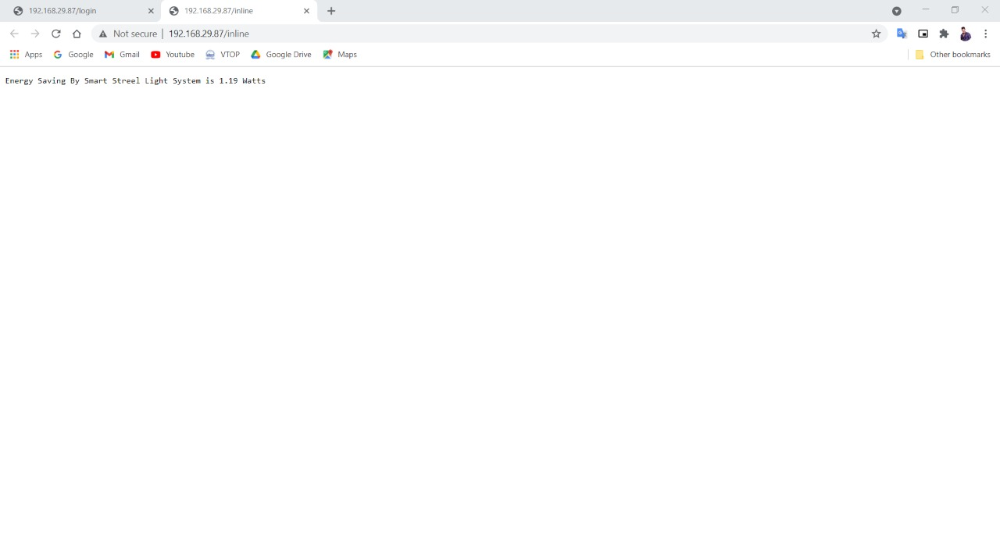 192.168.29.87/login
192.168.29.87/inline
Not secure | 192.168.29.87/inline
Apps Google Gmail Youtube VTOP Google Drive Maps Other bookmarks
Energy Saving By Smart Streel Light System is 1.19 Watts